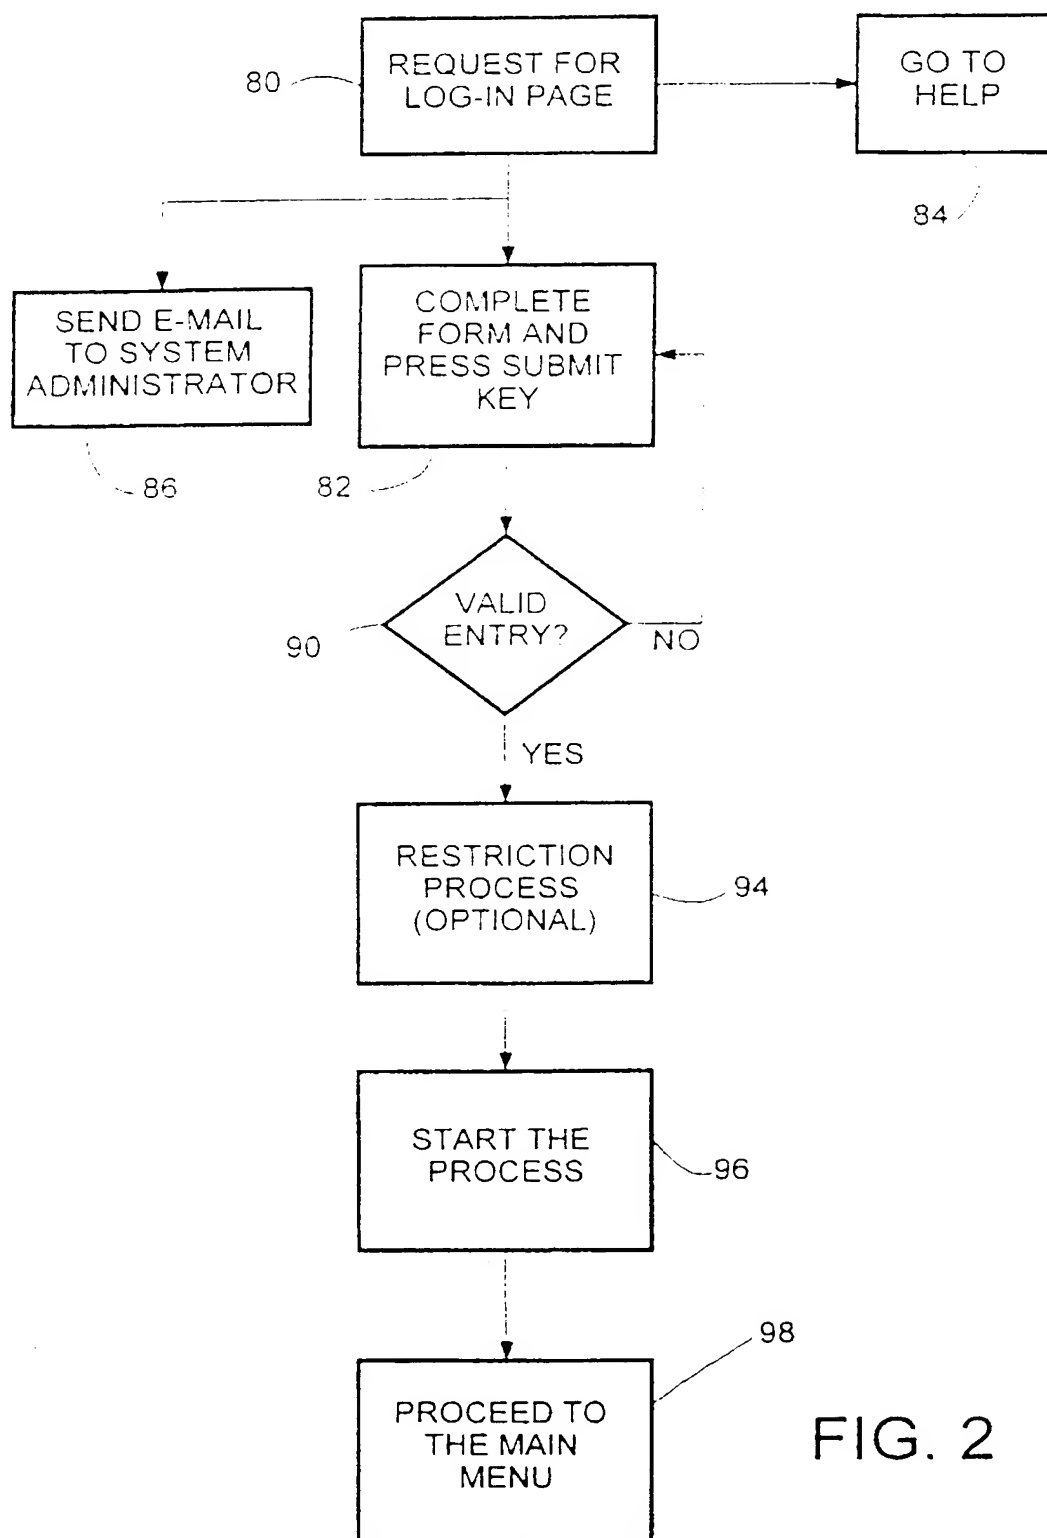 REQUEST FOR
LOG-IN PAGE
80
GO TO
HELP
84
SEND E-MAIL
TO SYSTEM
ADMINISTRATOR
86
COMPLETE
FORM AND
PRESS SUBMIT
KEY
82
VALID
ENTRY?
90
NO
YES
RESTRICTION
PROCESS
(OPTIONAL)
94
START THE
PROCESS
96
98
PROCEED TO
THE MAIN
MENU
FIG. 2